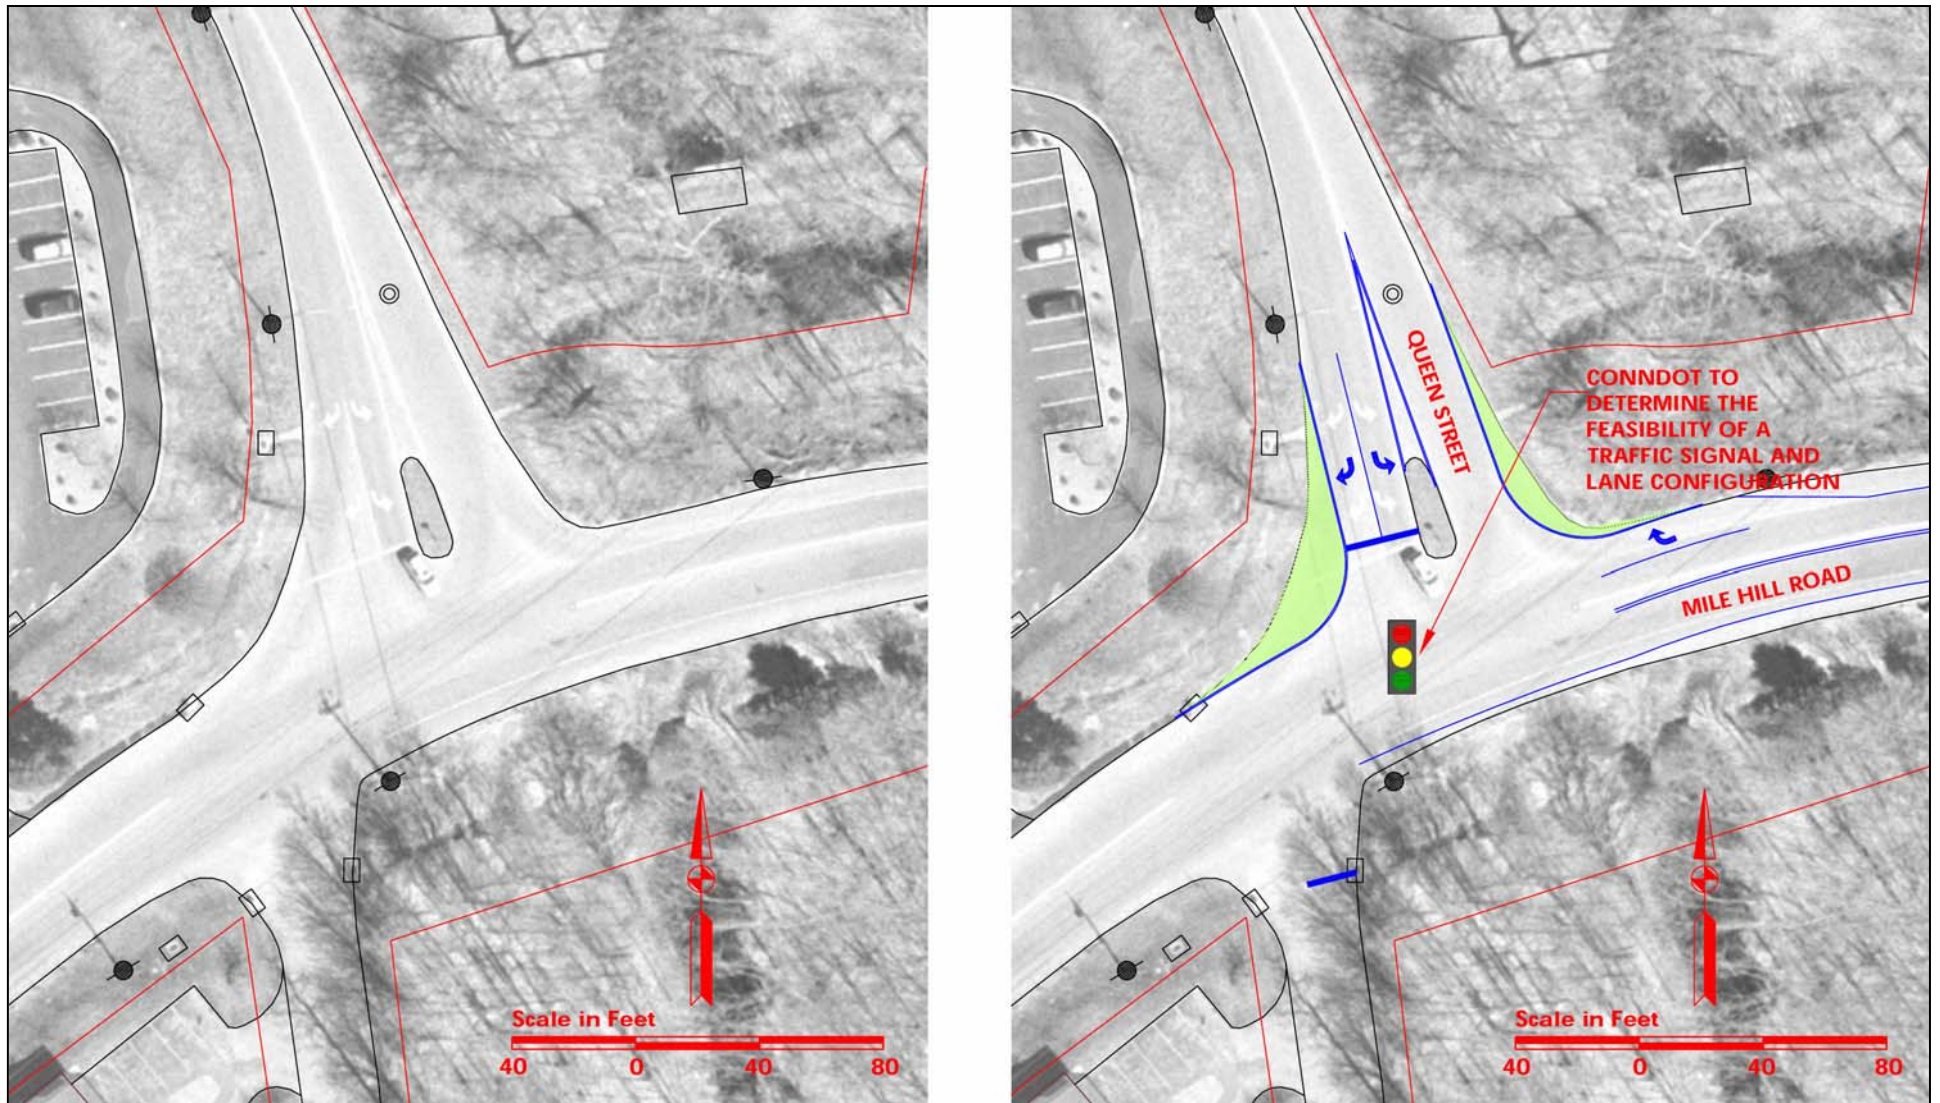 QUEEN STREET
CONNDOT TO
DETERMINE THE
FEASIBILITY OF A
TRAFFIC SIGNAL AND
LANE CONFIGURATION
MILE HILL ROAD
Scale in Feet
40 0 40 80
Scale in Feet
40 0 40 80